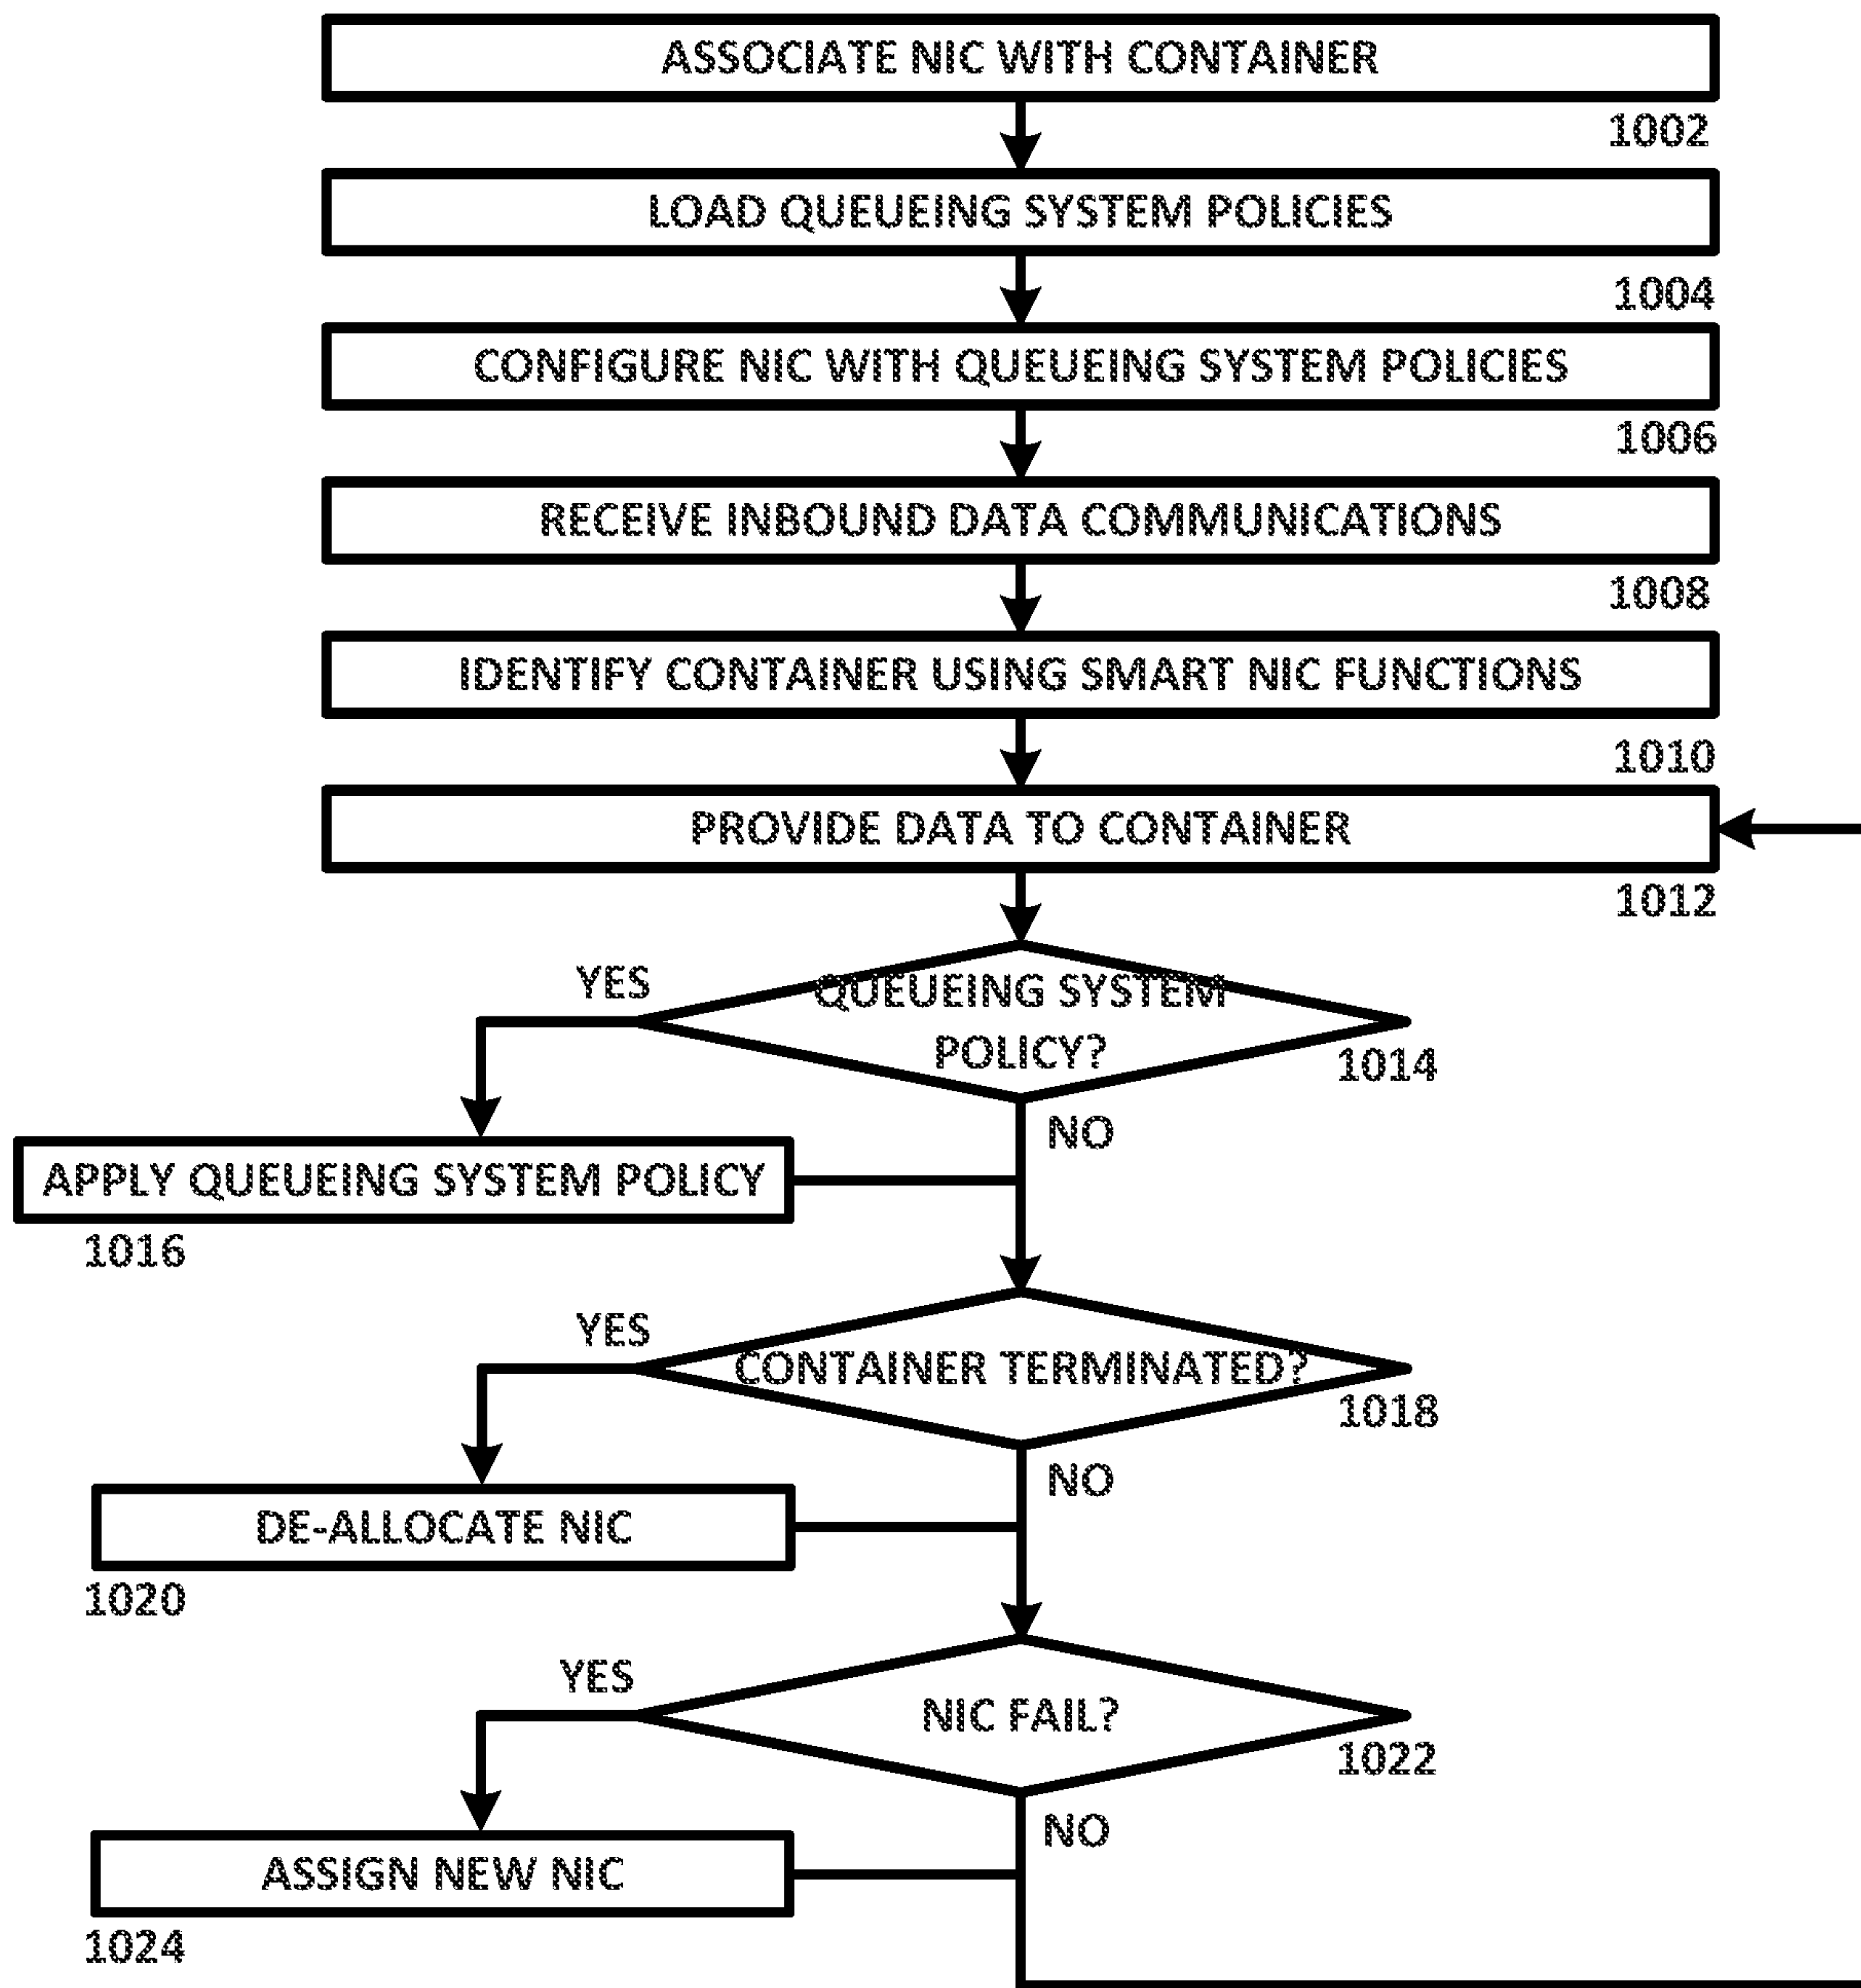 ASSOCIATE NIC WITH CONTAINER
1002
LOAD QUEUEING SYSTEM POLICIES
1004
CONFIGURE NIC WITH QUEUEING SYSTEM POLICIES
1006
RECEIVE INBOUND DATA COMMUNICATIONS
1008
IDENTIFY CONTAINER USING SMART NIC FUNCTIONS
1010
PROVIDE DATA TO CONTAINER
1012
YES
QUEUEING SYSTEM
POLICY?
1014
NO
APPLY QUEUEING SYSTEM POLICY
1016
YES
CONTAINER TERMINATED?
1018
NO
DE-ALLOCATE NIC
1020
YES
NIC FAIL?
1022
NO
ASSIGN NEW NIC
1024